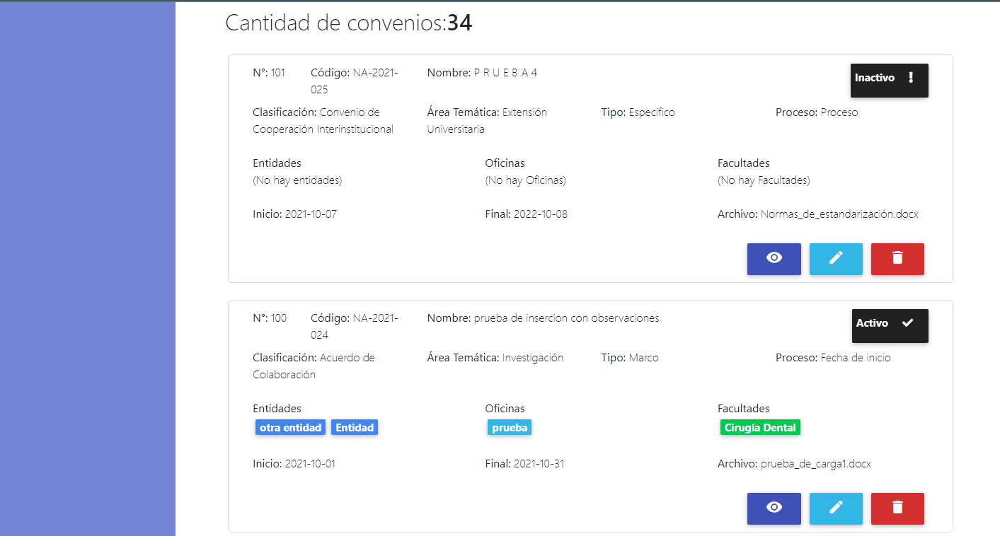 Cantidad de convenios:34
N°: 101 Código: NA-2021- Nombre: P R U E B A 4 Inactivo
025
Clasificación: Convenio de Área Temática: Extensión Tipo: Especifico Proceso: Proceso
Cooperación Interinstitucional Universitaria
Entidades Oficinas Facultades
(No hay entidades) (No hay Oficinas) (No hay Facultades)
Inicio: 2021-10-07 Final: 2022-10-08 Archivo: Normas_de_estandarización.docx
N°: 100 Código: NA-2021- Nombre: prueba de insercion con observaciones Activo
024
Clasificación: Acuerdo de Área Temática: Investigación Tipo: Marco Proceso: Fecha de inicio
Colaboración
Entidades Oficinas Facultades
otra entidad Entidad prueba Cirugía Dental
Inicio: 2021-10-01 Final: 2021-10-31 Archivo: prueba_de_carga1.docx